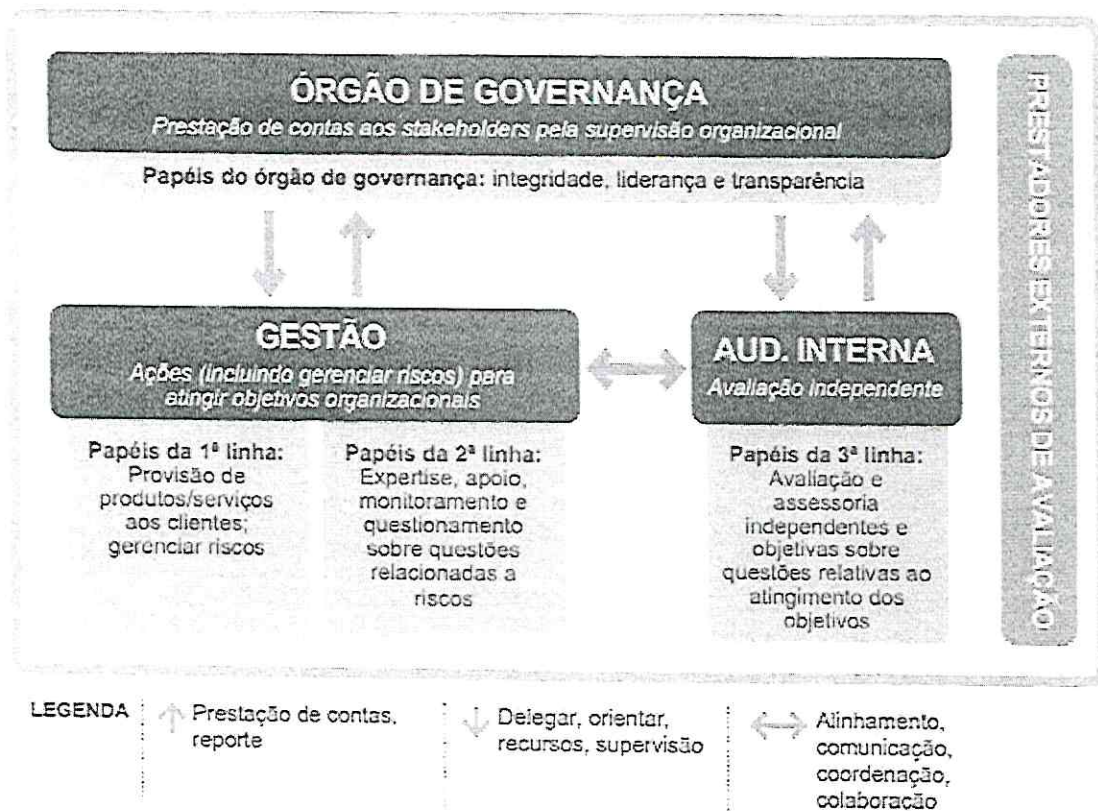 ÓRGÃO DE GOVERNANÇA
Prestação de contas aos stakeholders pela supervisão organizacional
Papéis do órgão de governança: integridade, liderança e transparência
GESTÃO
Ações (incluindo gerenciar riscos) para
atingir objetivos organizacionais
Papéis da 1ª linha:
Provisão de
produtos/serviços
aos clientes;
gerenciar riscos
Papéis da 2ª linha:
Expertise, apoio,
monitoramento e
questionamento
sobre questões
relacionadas a
riscos
AUD. INTERNA
Avaliação independente
Papéis da 3ª linha:
Avaliação e
assessoria
independentes e
objetivas sobre
questões relativas ao
atingimento dos
objetivos
PRESTADORES EXTERNOS DE AVALIAÇÃO
LEGENDA
Prestação de contas,
reporte
Delegar, orientar,
recursos, supervisão
Alinhamento,
comunicação,
coordenação,
colaboração